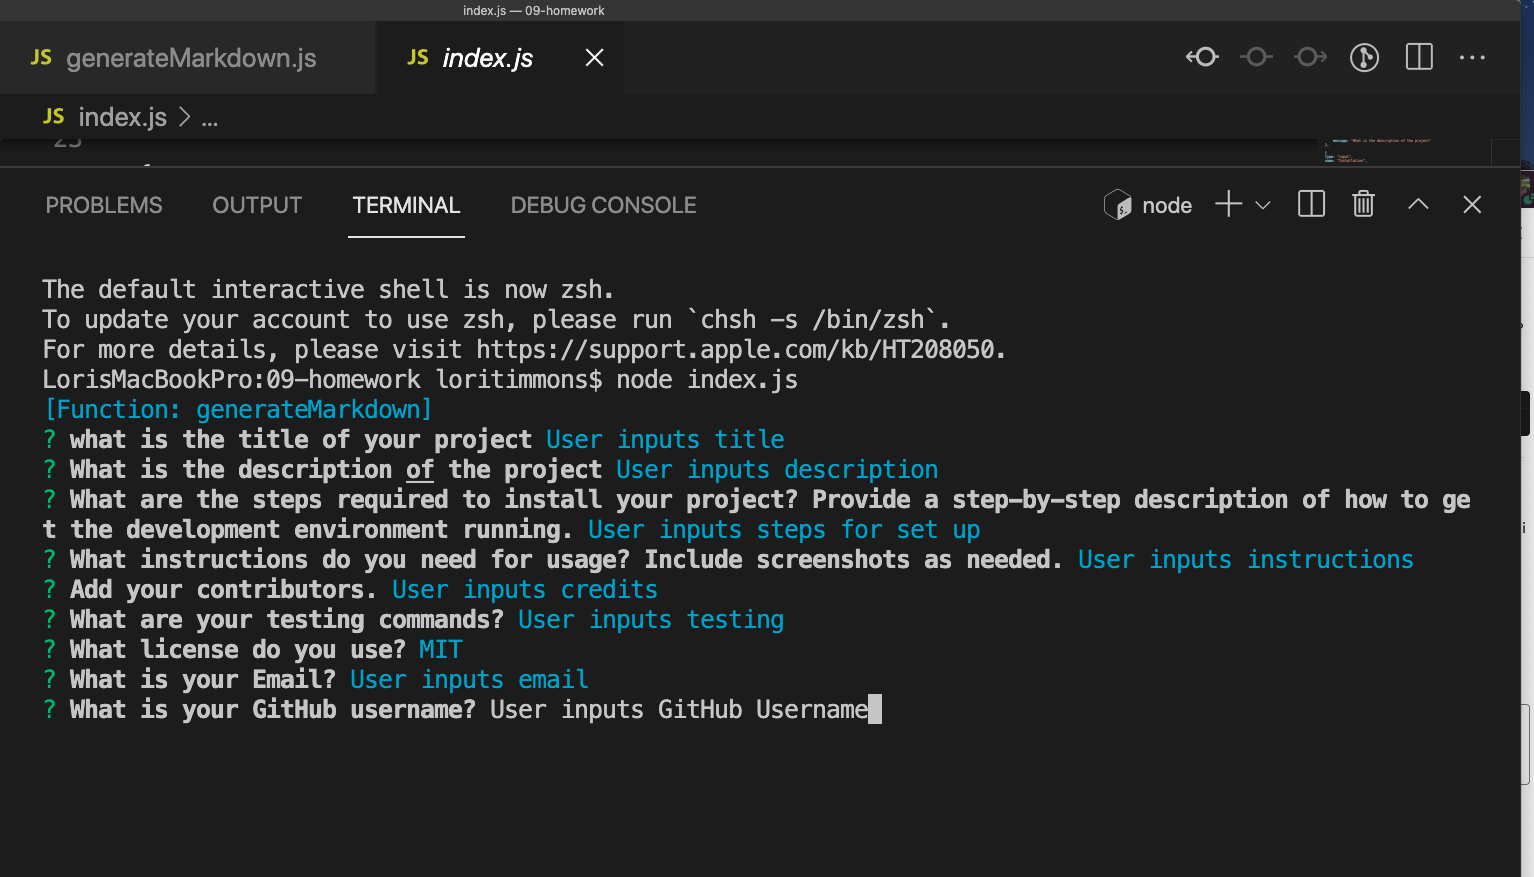 index.js — 09-homework
JS generateMarkdown.js JS index.js
JS index.js > ...
23
PROBLEMS OUTPUT TERMINAL DEBUG CONSOLE node
The default interactive shell is now zsh.
To update your account to use zsh, please run `chsh -s /bin/zsh`.
For more details, please visit https://support.apple.com/kb/HT208050.
LorisMacBookPro:09-homework loritimmons$ node index.js
[Function: generateMarkdown]
? what is the title of your project User inputs title
? What is the description of the project User inputs description
? What are the steps required to install your project? Provide a step-by-step description of how to ge
t the development environment running. User inputs steps for set up
? What instructions do you need for usage? Include screenshots as needed. User inputs instructions
? Add your contributors. User inputs credits
? What are your testing commands? User inputs testing
? What license do you use? MIT
? What is your Email? User inputs email
? What is your GitHub username? User inputs GitHub Username